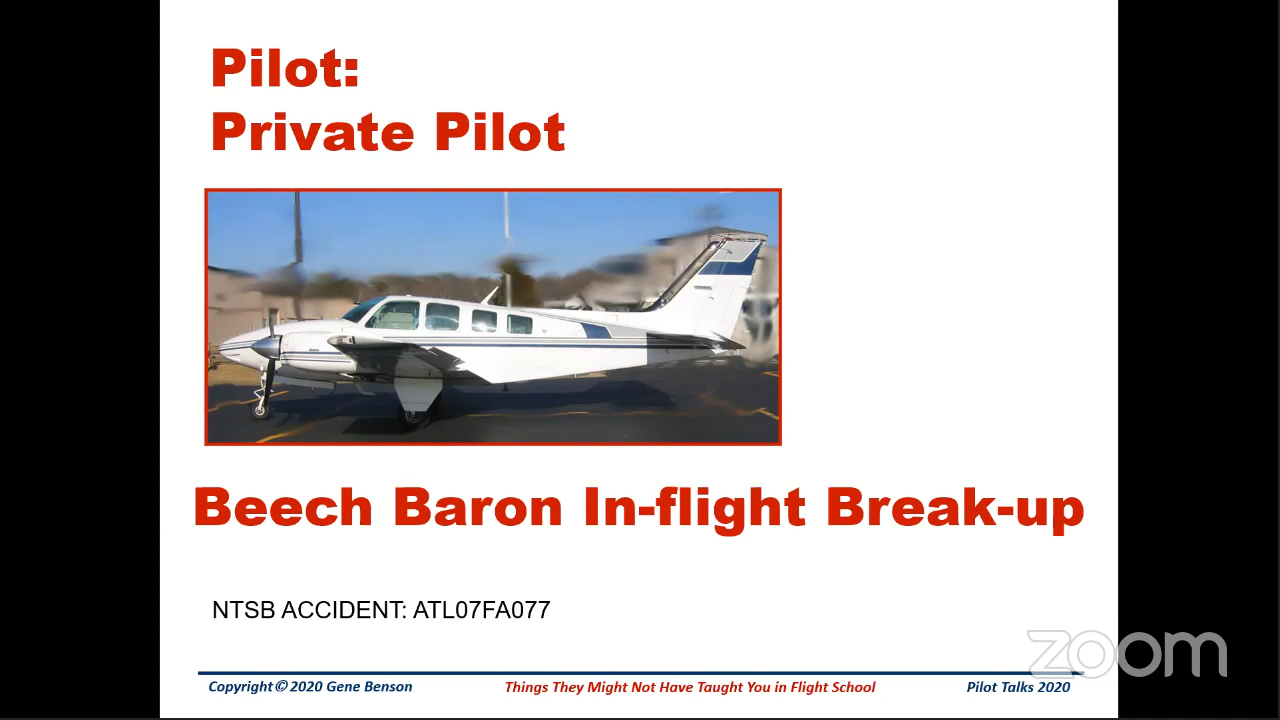 Pilot:
Private Pilot
Beech Baron In-flight Break-up
NTSB ACCIDENT: ATL07FA077
zoom
Copyright © 2020 Gene Benson
Things They Might Not Have Taught You in Flight School
Pilot Talks 2020